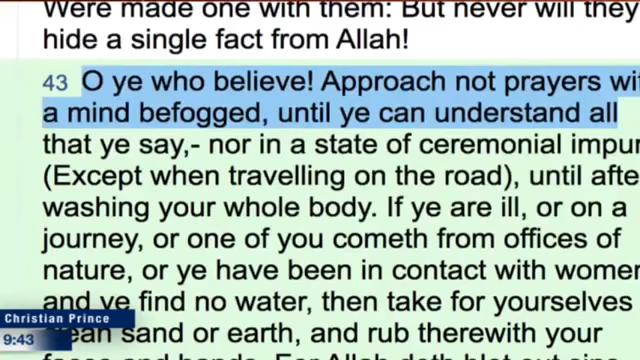 Were made one with them: But never will they
hide a single fact from Allah!
43 O ye who believe! Approach not prayers wi
a mind befogged, until ye can understand all
that ye say,- nor in a state of ceremonial impur
(Except when travelling on the road), until afte
washing your whole body. If ye are ill, or on a
journey, or one of you cometh from offices of
nature, or ye have been in contact with women
and ye find no water, then take for yourselves
clean sand or earth, and rub therewith your
Christian Prince
9:43